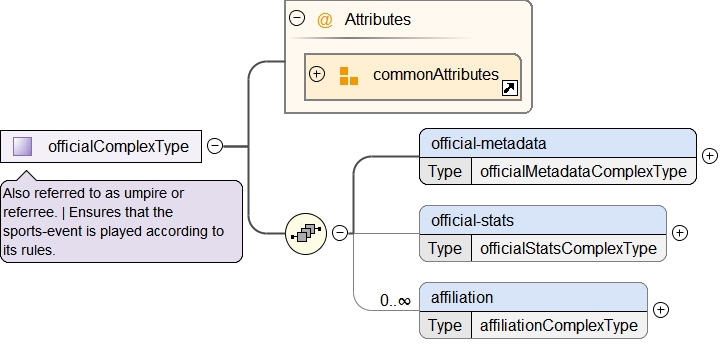 @ Attributes
commonAttributes
officialComplexType
Also referred to as umpire or
referree. | Ensures that the
sports-event is played according to
its rules.
official-metadata
Type officialMetadataComplexType
official-stats
Type officialStatsComplexType
0..∞
affiliation
Type affiliationComplexType